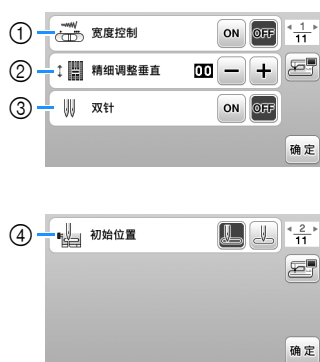 ① 宽度控制 ON OFF 1/11
② 精细调整垂直 00 − +
③ 双针 ON OFF
确定
④ 初始位置 2/11
确定